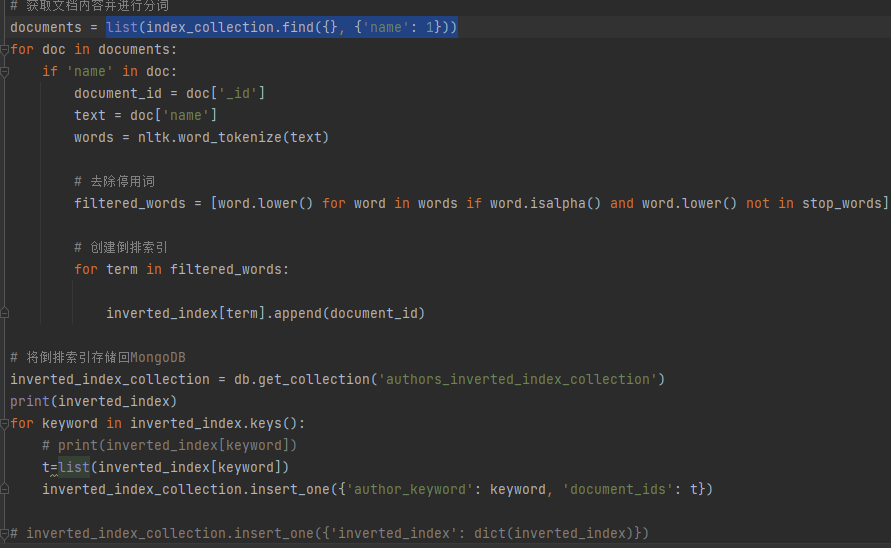 # 获取文档内容并进行分词
documents = list(index_collection.find({}, {'name': 1}))
for doc in documents:
    if 'name' in doc:
        document_id = doc['_id']
        text = doc['name']
        words = nltk.word_tokenize(text)
        # 去除停用词
        filtered_words = [word.lower() for word in words if word.isalpha() and word.lower() not in stop_words]
        # 创建倒排索引
        for term in filtered_words:
            inverted_index[term].append(document_id)
# 将倒排索引存储回MongoDB
inverted_index_collection = db.get_collection('authors_inverted_index_collection')
print(inverted_index)
for keyword in inverted_index.keys():
    # print(inverted_index[keyword])
    t=list(inverted_index[keyword])
    inverted_index_collection.insert_one({'author_keyword': keyword, 'document_ids': t})
# inverted_index_collection.insert_one({'inverted_index': dict(inverted_index)})